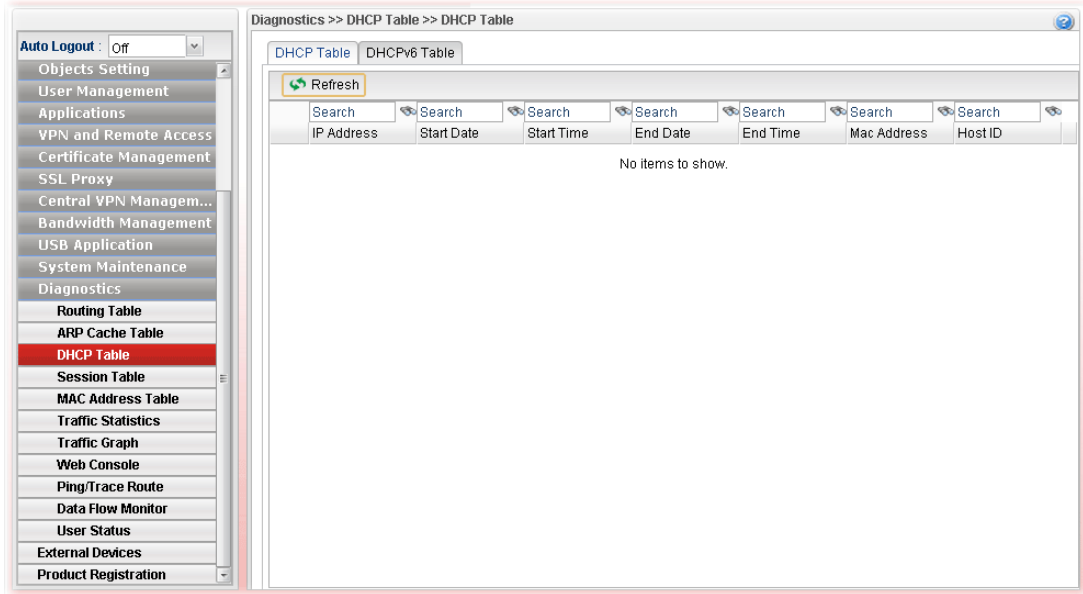 Diagnostics >> DHCP Table >> DHCP Table
Auto Logout : Off
Objects Setting
User Management
Applications
VPN and Remote Access
Certificate Management
SSL Proxy
Central VPN Managem...
Bandwidth Management
USB Application
System Maintenance
Diagnostics
Routing Table
ARP Cache Table
DHCP Table
Session Table
MAC Address Table
Traffic Statistics
Traffic Graph
Web Console
Ping/Trace Route
Data Flow Monitor
User Status
External Devices
Product Registration
DHCP Table DHCPv6 Table
Refresh
Search Search Search Search Search Search Search
IP Address Start Date Start Time End Date End Time Mac Address Host ID
No items to show.